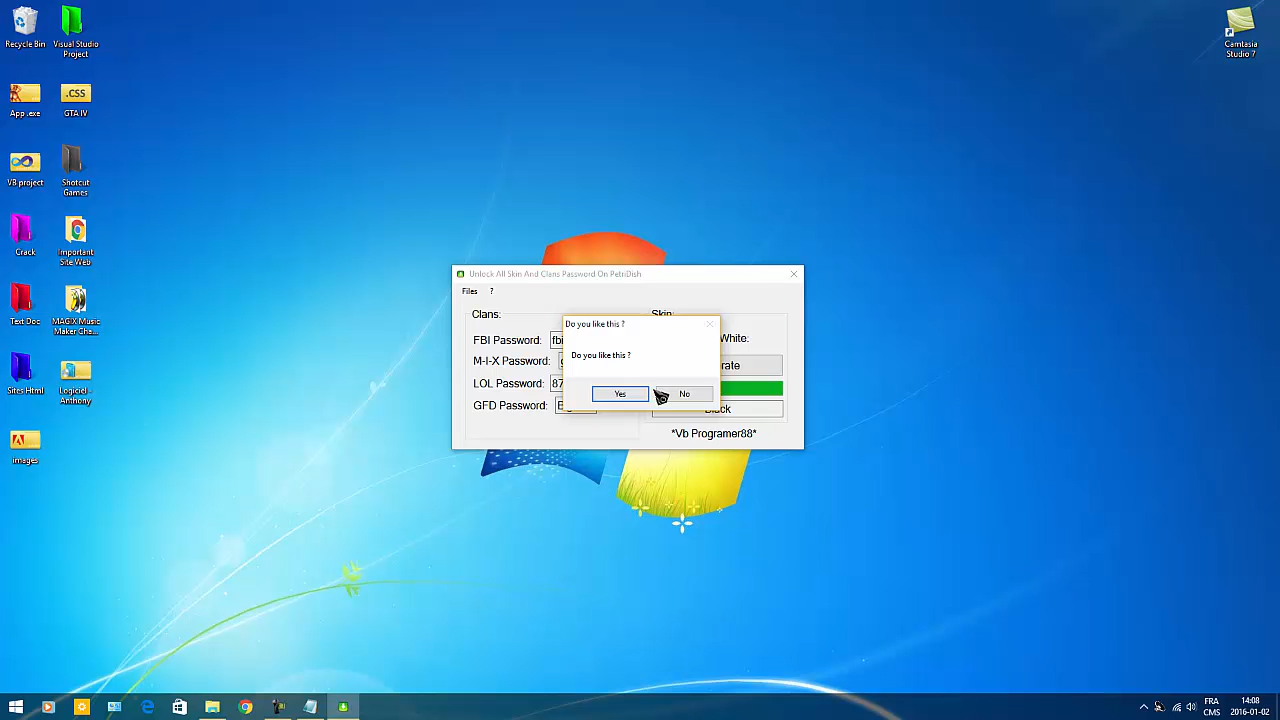 Recycle Bin
Visual Studio
Project
App .exe
.CSS
GTA IV
VB project
Shotcut
Games
Crack
Important
Site Web
Text Doc
MAGIX Music
Maker Cha...
Sites Html
Logiciel -
Anthony
images
Camtasia
Studio 7
Unlock All Skin And Clans Password On PetriDish
Files ?
Clans:
FBI Password:
M-I-X Password:
LOL Password: 87
GFD Password:
Skin:
White:
*Vb Programer88*
Do you like this ?
Do you like this ?
Yes
No
FRA
CMS
14:08
2016-01-02